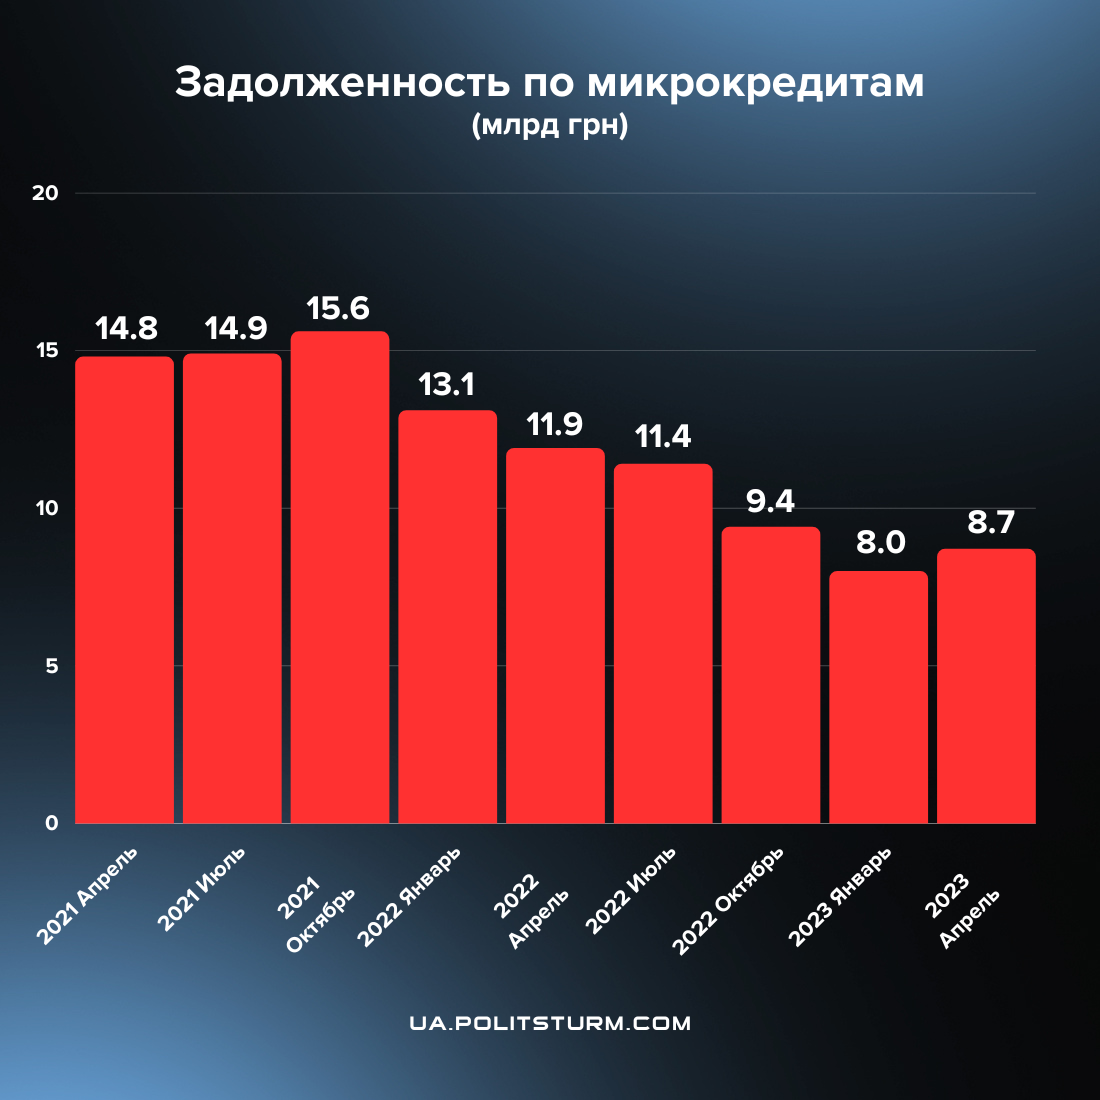 Задолженность по микрокредитам
(млрд грн)
20
15
10
5
0
14.8
14.9
15.6
13.1
11.9
11.4
9.4
8.0
8.7
2021 Апрель
2021 Июль
2021
Октябрь
2022 Январь
2022
Апрель
2022 Июль
2022 Октябрь
2023 Январь
2023
Апрель
UA.POLITSTURM.COM